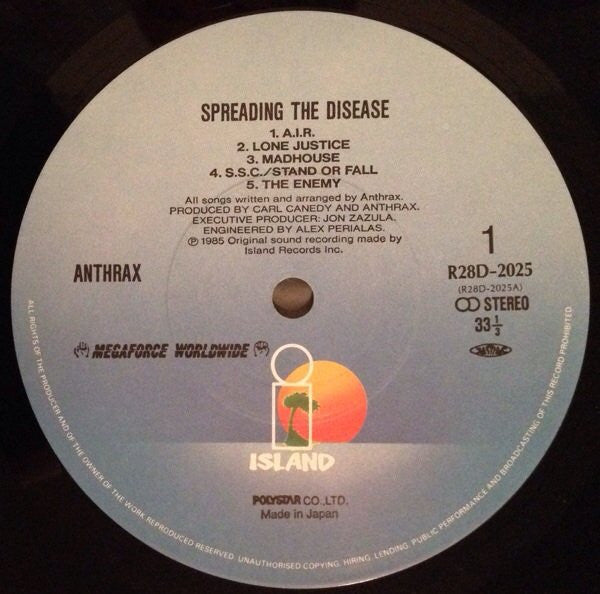 SPREADING THE DISEASE
1. A.I.R.
2. LONE JUSTICE
3. MADHOUSE
4. S.S.C./STAND OR FALL
5. THE ENEMY
All songs written and arranged by Anthrax.
PRODUCED BY CARL CANEDY AND ANTHRAX.
EXECUTIVE PRODUCER: JON ZAZULA.
ENGINEERED BY ALEX PERIALAS.
℗ 1985 Original sound recording made by
Island Records Inc.
ANTHRAX
1
R28D-2025
(R28D-2025A)
STEREO
33 1/3
MEGAFORCE WORLDWIDE
ISLAND
POLYSTAR CO.,LTD.
Made in Japan
ALL RIGHTS OF THE PRODUCER AND OF THE OWNER OF THE WORK REPRODUCED RESERVED. UNAUTHORISED COPYING. HIRING. LENDING. PUBLIC PERFORMANCE AND BROADCASTING OF THIS RECORD PROHIBITED.